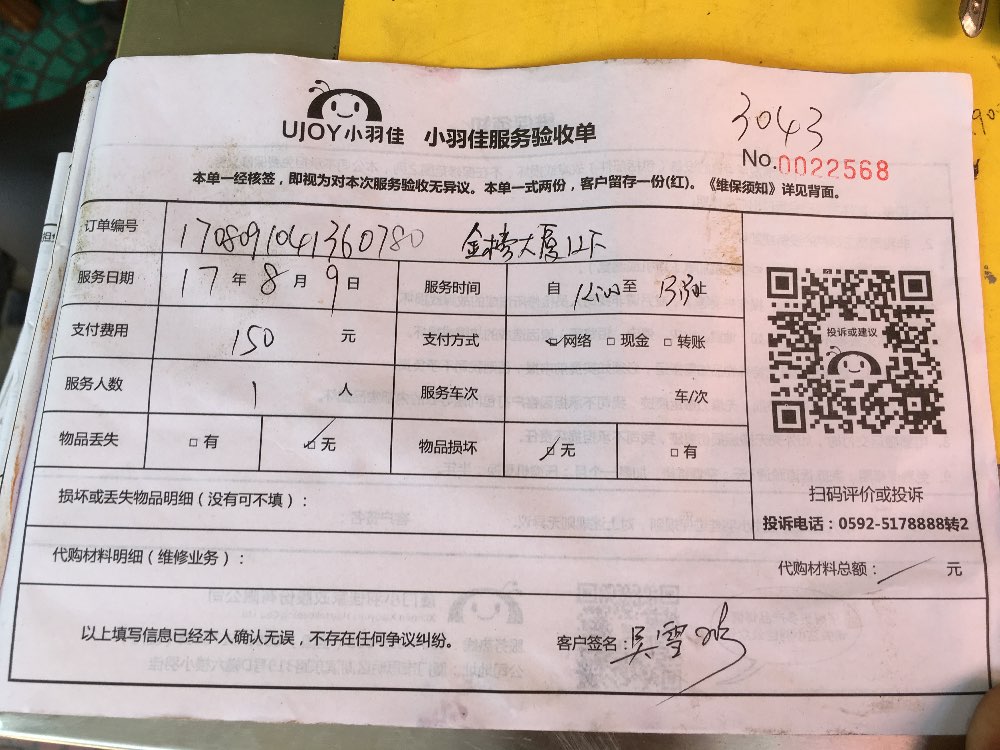 3043
UJOY小羽佳 小羽佳服务验收单
No.0022568
本单一经核签，即视为对本次服务验收无异议。本单一式两份，客户留存一份(红)。《维保须知》详见背面。
订单编号 1708091041360780 金榜大厦
服务日期 17 年 8 月 9 日 服务时间 自 12:00 至 13:30 止
支付费用 150 元 支付方式 网络 现金 转账
服务人数 1 人 服务车次 车/次
物品丢失 有 无 物品损坏 无 有
投诉或建议
损坏或丢失物品明细（没有可不填）：
扫码评价或投诉
投诉电话：0592-5178888转2
代购材料明细（维修业务）：
代购材料总额： 元
以上填写信息已经本人确认无误，不存在任何争议纠纷。
客户签名：吴雪